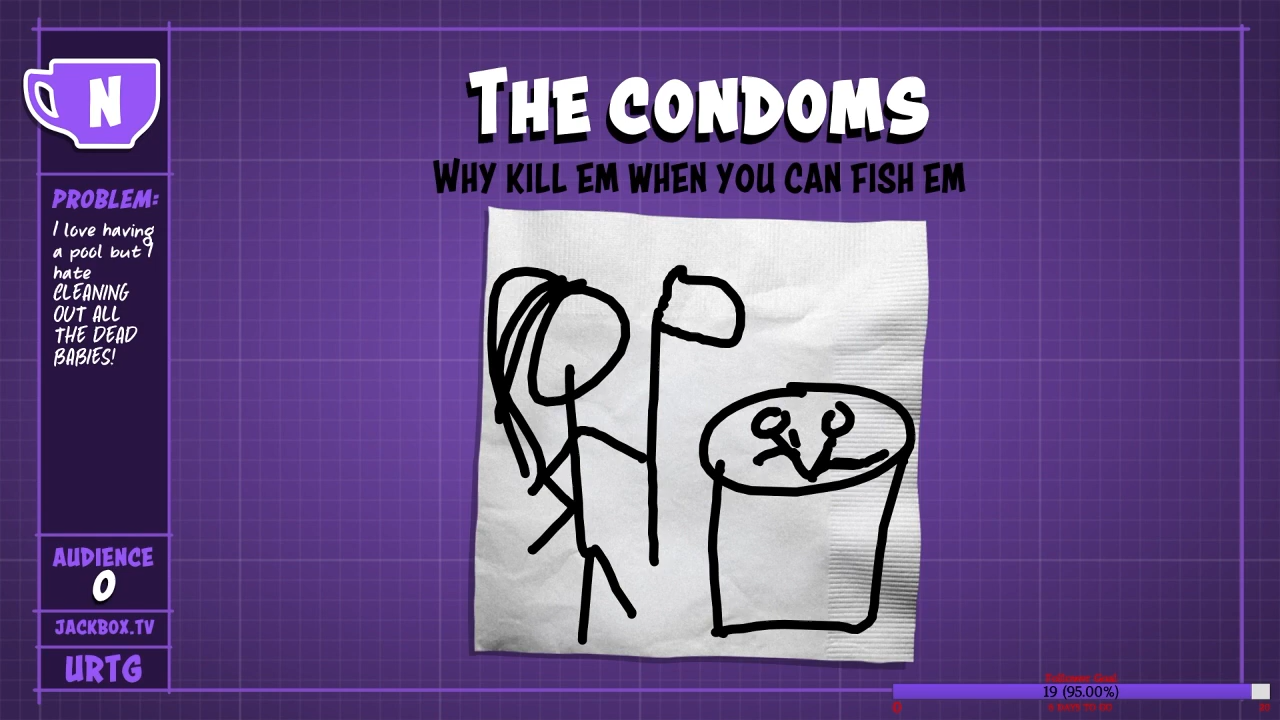 N
PROBLEM:
I love having
a pool but I
hate
CLEANING
OUT ALL
THE DEAD
BABIES!
AUDIENCE
0
JACKBOX.TV
URTG
THE CONDOMS
WHY KILL EM WHEN YOU CAN FISH EM
19 (95.00%)
0